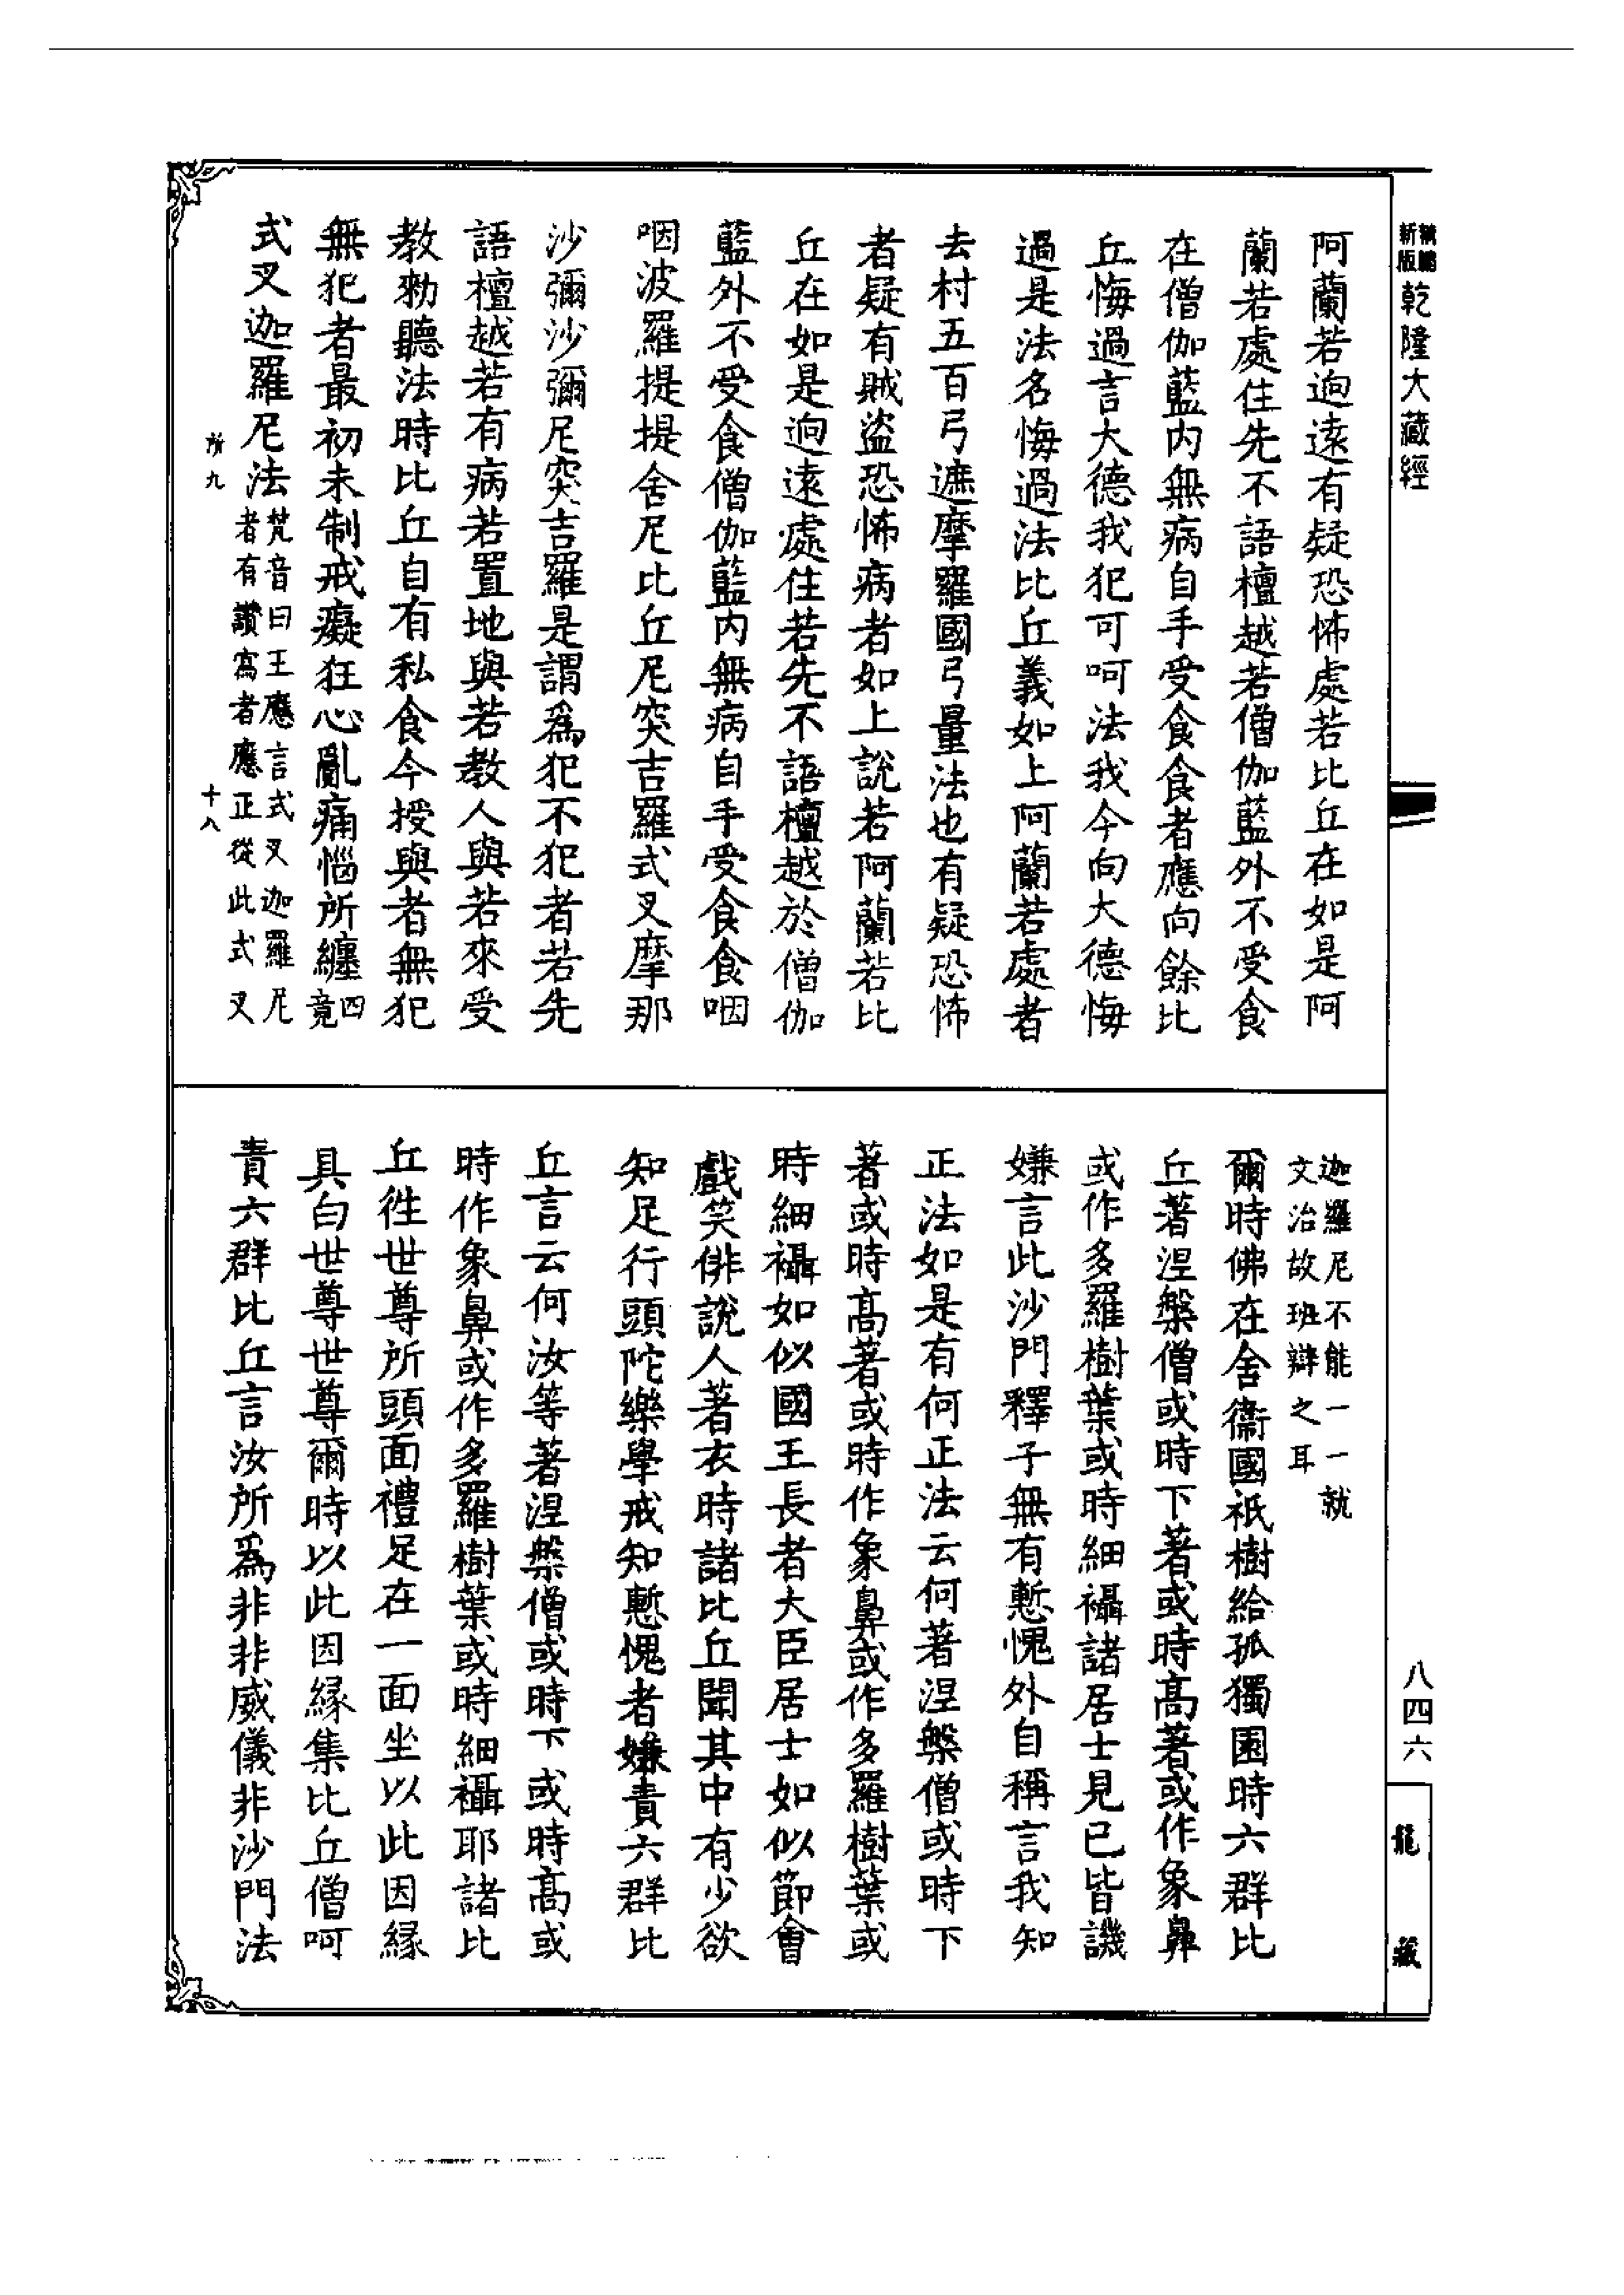 新版
乾隆大藏經
阿蘭若逈遠有疑恐怖處若比丘在如是阿
蘭若處住先不語檀越若僧伽藍外不受食
在僧伽藍内無病自手受食食者應向餘比
丘悔過言大德我犯可呵法我今向大德悔
過是法名悔過法比丘義如上阿蘭若處者
去村五百弓遮摩羅國弓量法也有疑恐怖
者疑有賊盜恐怖病者如上說若阿蘭若比
丘在如是逈遠處住若先不語檀越於僧伽
藍外不受食僧伽藍内無病自手受食食咽
咽波羅提提舍尼比丘尼突吉羅式叉摩那
沙彌沙彌尼突吉羅是謂爲犯不犯者若先
語檀越若有病若置地與若教人與若來受
教勑聽法時比丘自有私食令授與者無犯
無犯者最初未制戒癡狂心亂痛惱所纏四
竟
式叉迦羅尼法
梵音曰王應言式叉迦羅尼
者有讚寫者應正從此式叉
所九
十八
迦羅尼不能一一就
文治故班辯之耳
爾時佛在舍衞國祇樹給孤獨園時六群比
丘著涅槃僧或時下著或時高著或作象鼻
或作多羅樹葉或時細襵諸居士見已皆譏
嫌言此沙門釋子無有慙愧外自稱言我知
正法如是有何正法云何著涅槃僧或時下
著或時高著或時作象鼻或作多羅樹葉或
時細襵如似國王長者大臣居士如似節會
戲笑俳說人著衣時諸比丘聞其中有少欲
知足行頭陀樂學戒知慙愧者嫌責六群比
丘言云何汝等著涅槃僧或時下或時高或
時作象鼻或作多羅樹葉或時細襵耶諸比
丘徃世尊所頭面禮足在一面坐以此因緣
具白世尊世尊爾時以此因緣集比丘僧呵
責六群比丘言汝所爲非非威儀非沙門法
八四六
龍藏